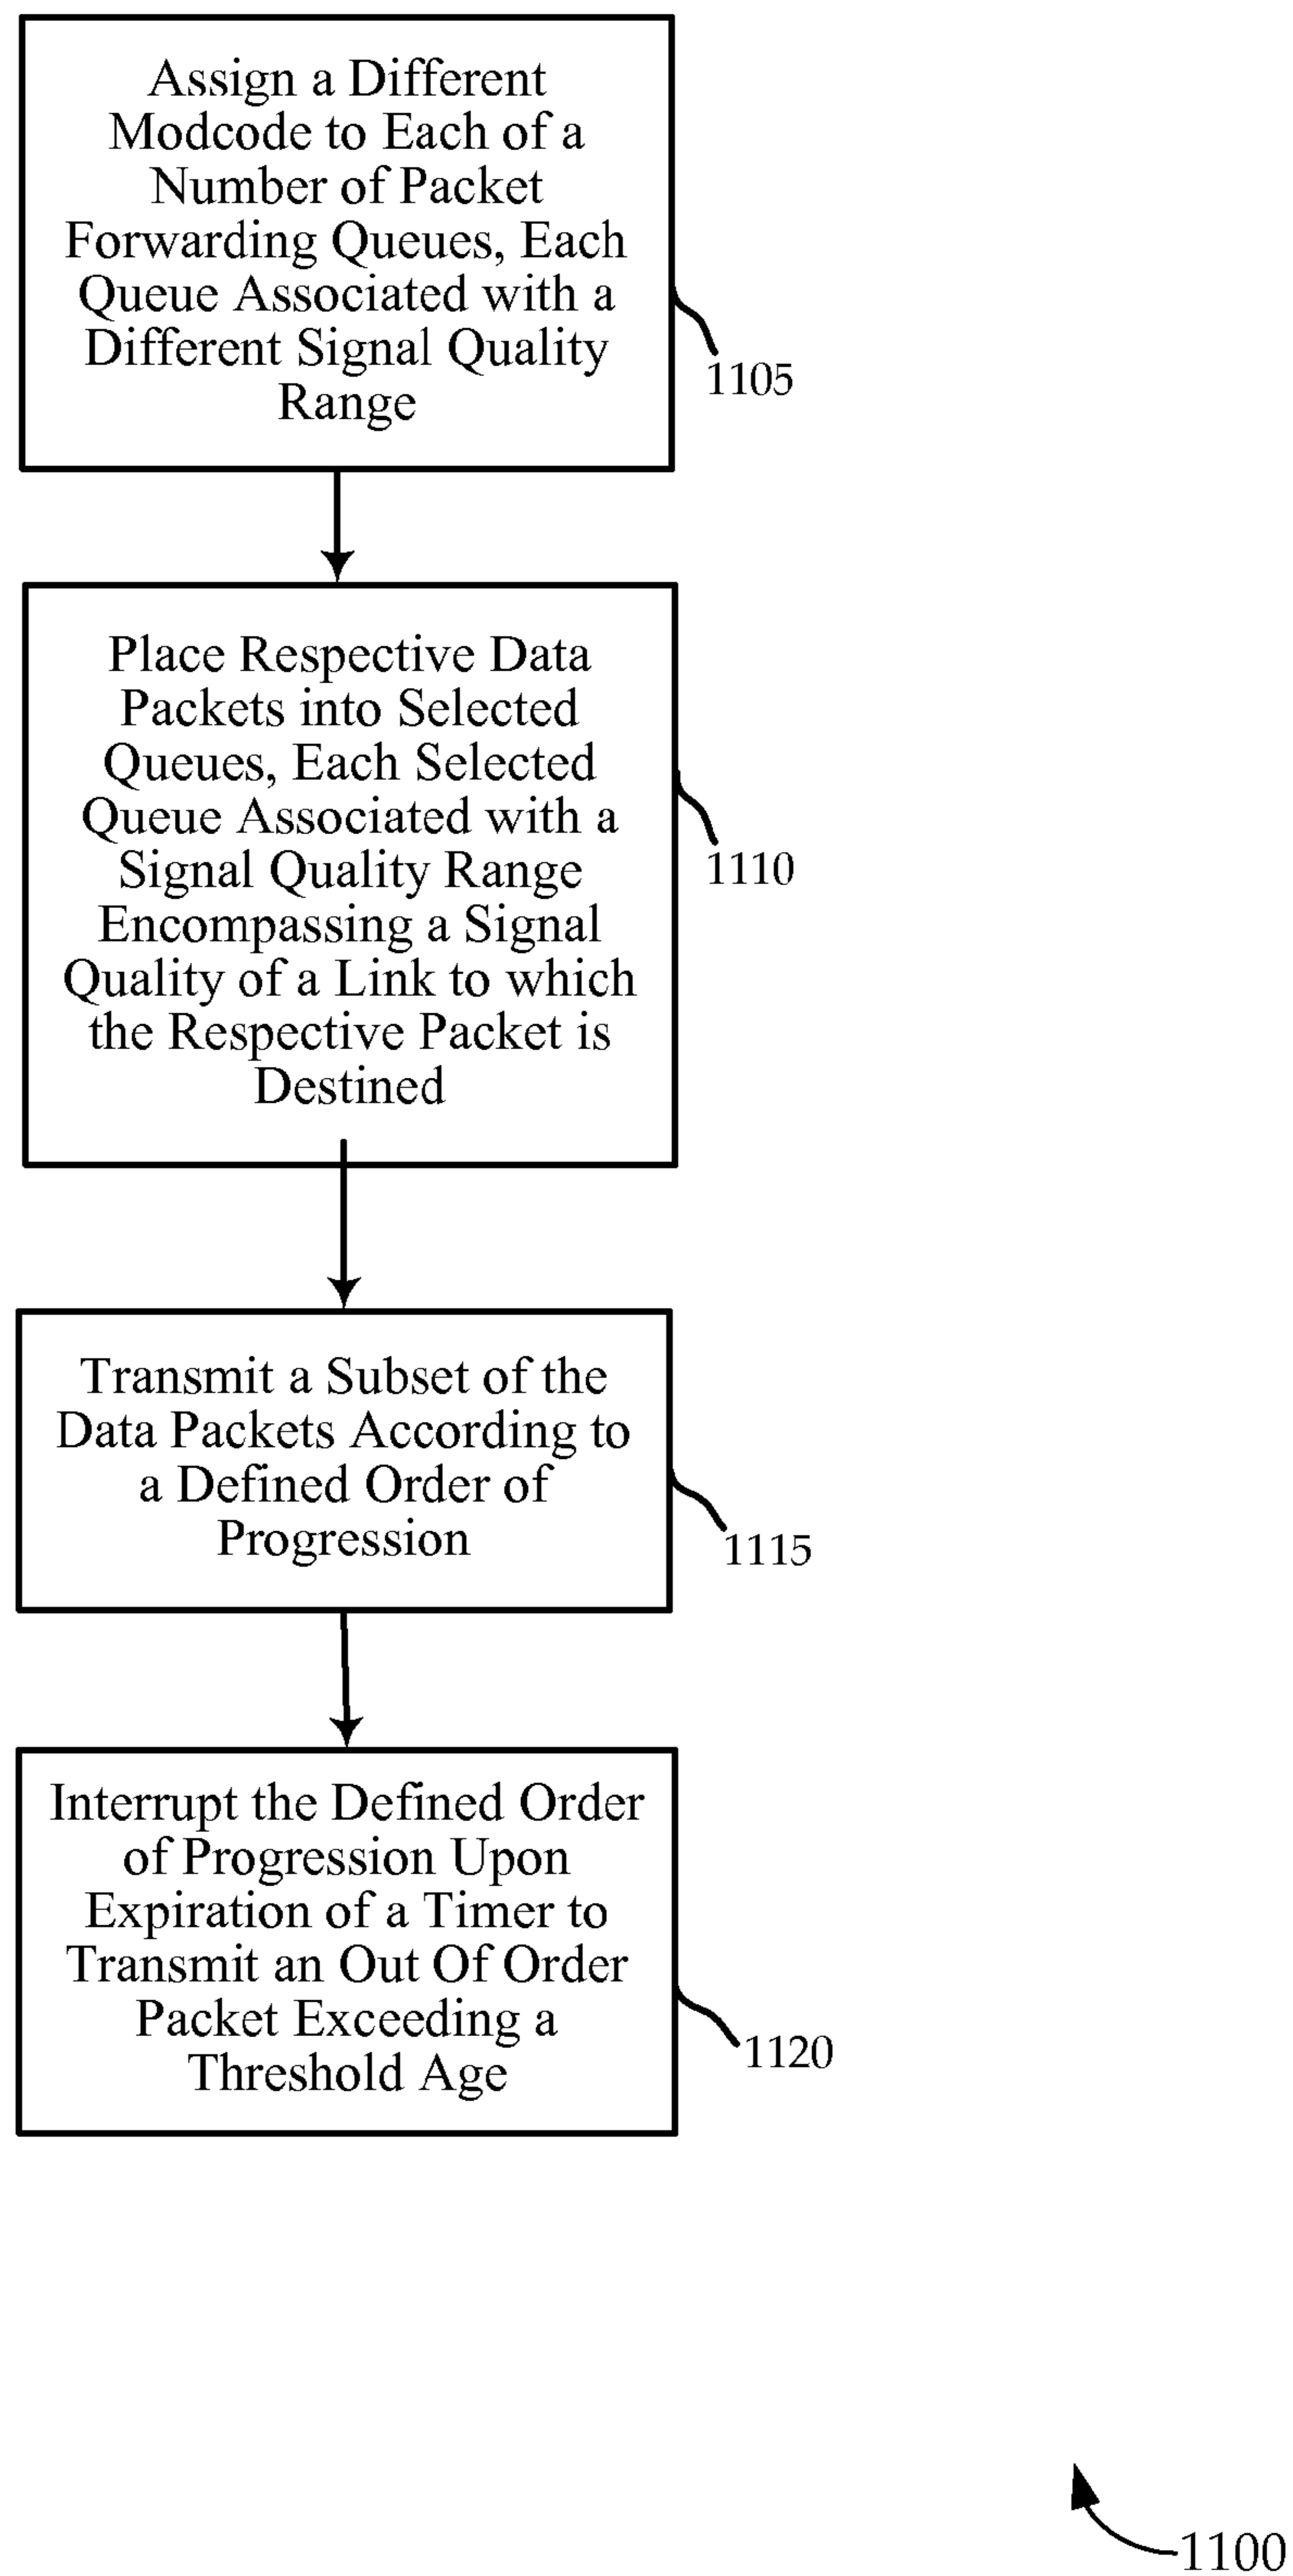 Assign a Different
Modcode to Each of a
Number of Packet
Forwarding Queues, Each
Queue Associated with a
Different Signal Quality
Range
1105
Place Respective Data
Packets into Selected
Queues, Each Selected
Queue Associated with a
Signal Quality Range
Encompassing a Signal
Quality of a Link to which
the Respective Packet is
Destined
1110
Transmit a Subset of the
Data Packets According to
a Defined Order of
Progression
1115
Interrupt the Defined Order
of Progression Upon
Expiration of a Timer to
Transmit an Out Of Order
Packet Exceeding a
Threshold Age
1120
1100